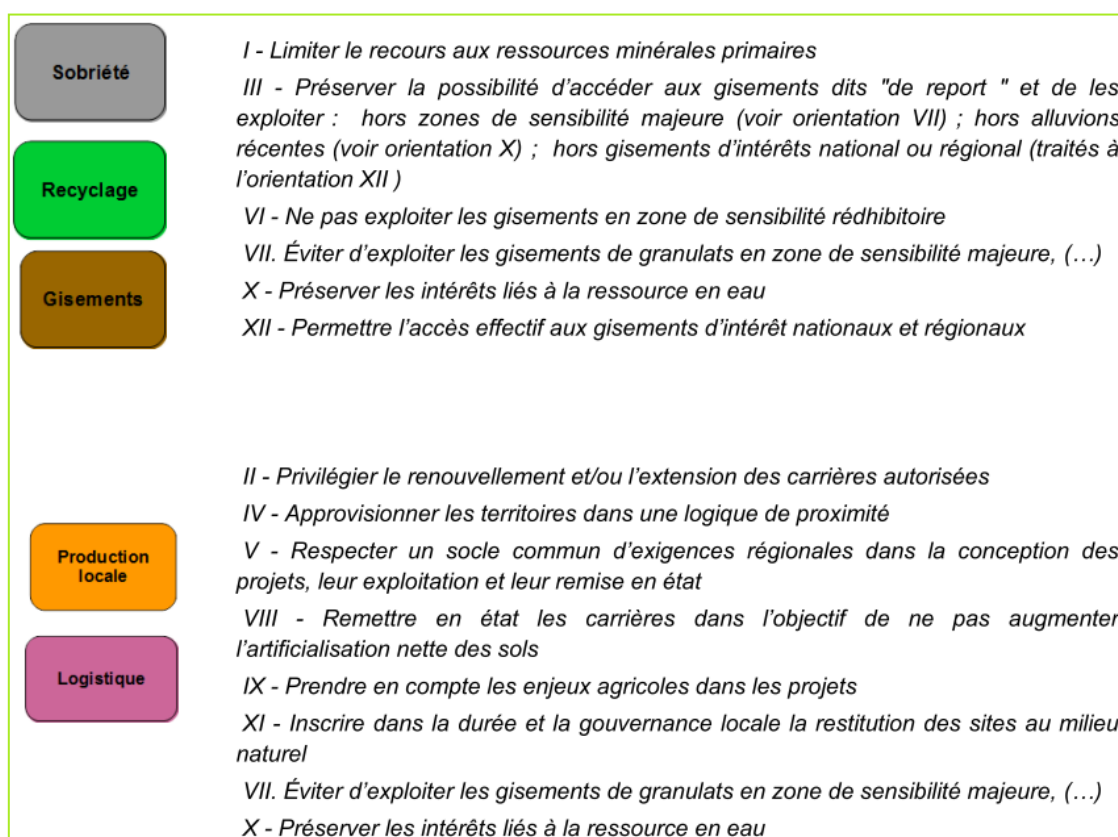 Sobriété
Recyclage
Gisements
I - Limiter le recours aux ressources minérales primaires
III - Préserver la possibilité d’accéder aux gisements dits "de report " et de les
exploiter : hors zones de sensibilité majeure (voir orientation VII) ; hors alluvions
récentes (voir orientation X) ; hors gisements d’intérêts national ou régional (traités à
l’orientation XII )
VI - Ne pas exploiter les gisements en zone de sensibilité rédhibitoire
VII. Éviter d’exploiter les gisements de granulats en zone de sensibilité majeure, (…)
X - Préserver les intérêts liés à la ressource en eau
XII - Permettre l’accès effectif aux gisements d’intérêt nationaux et régionaux
Production
locale
Logistique
II - Privilégier le renouvellement et/ou l’extension des carrières autorisées
IV - Approvisionner les territoires dans une logique de proximité
V - Respecter un socle commun d’exigences régionales dans la conception des
projets, leur exploitation et leur remise en état
VIII - Remettre en état les carrières dans l’objectif de ne pas augmenter
l’artificialisation nette des sols
IX - Prendre en compte les enjeux agricoles dans les projets
XI - Inscrire dans la durée et la gouvernance locale la restitution des sites au milieu
naturel
VII. Éviter d’exploiter les gisements de granulats en zone de sensibilité majeure, (…)
X - Préserver les intérêts liés à la ressource en eau